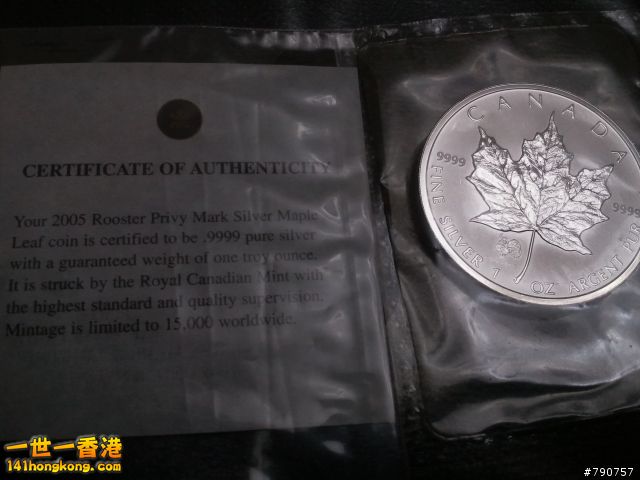 CERTIFICATE OF AUTHENTICITY
Your 2005 Rooster Privy Mark Silver Maple
Leaf coin is certified to be .9999 pure silver
with a guaranteed weight of one troy ounce.
It is struck by the Royal Canadian Mint with
the highest standard and quality supervision.
Mintage is limited to 15,000 worldwide.
CANADA
9999
9999
FINE SILVER 1 OZ ARGENT PUR
一世一香港
141hongkong.com
#790757